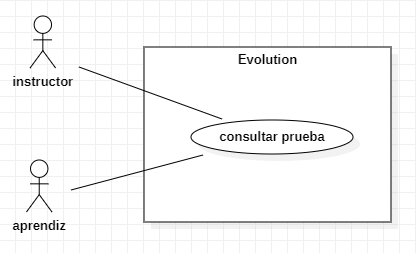 Evolution
instructor
consultar prueba
aprendiz